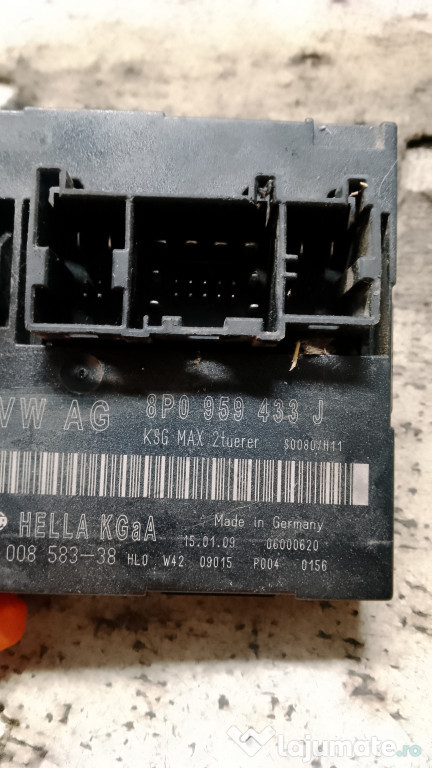 VW AG 8P0 959 433 J
KSG MAX 2tuerer S0080/H11
HELLA KGaA 15.01.09 Made in Germany 06000620
008 583-38 HLO W42 09015 P004 0156
Lajumate.ro